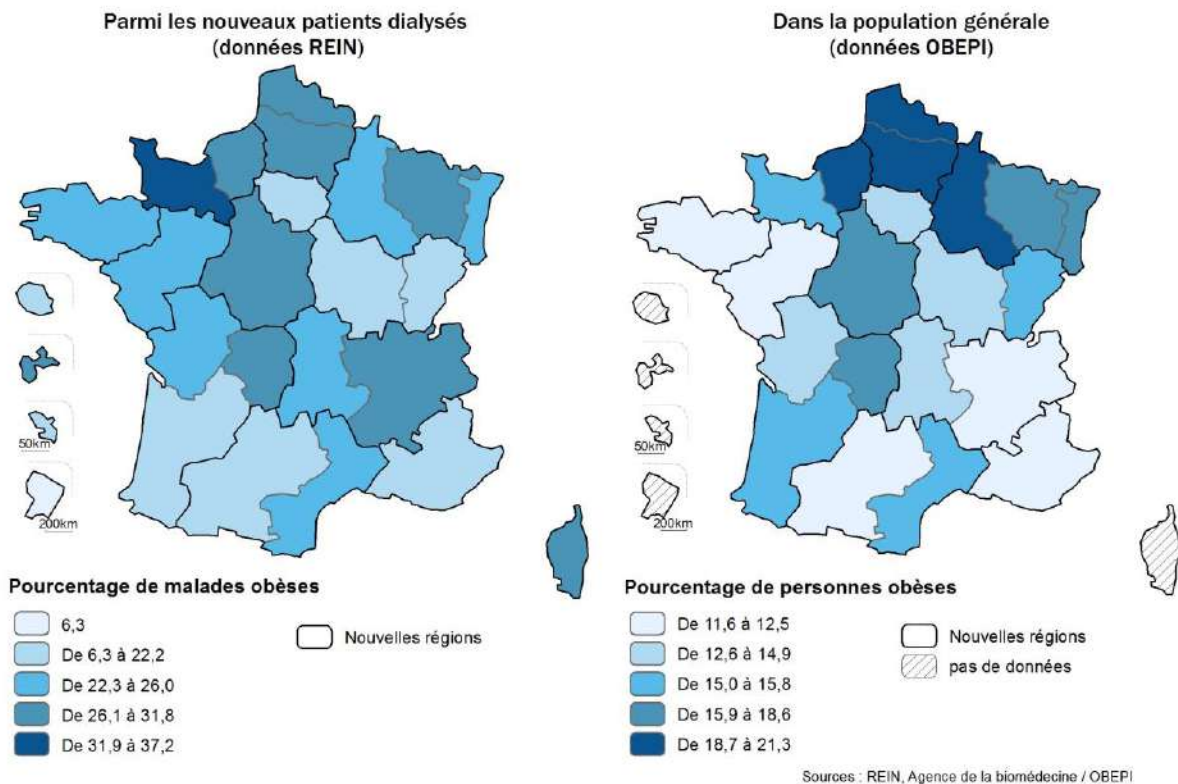 Parmi les nouveaux patients dialysés
(données REIN)
50km
200km
Pourcentage de malades obèses
6,3
De 6,3 à 22,2
De 22,3 à 26,0
De 26,1 à 31,8
De 31,9 à 37,2
Nouvelles régions
Dans la population générale
(données OBEPI)
50km
200km
Pourcentage de personnes obèses
De 11,6 à 12,5
De 12,6 à 14,9
De 15,0 à 15,8
De 15,9 à 18,6
De 18,7 à 21,3
Nouvelles régions
pas de données
Sources : REIN, Agence de la biomédecine / OBEPI